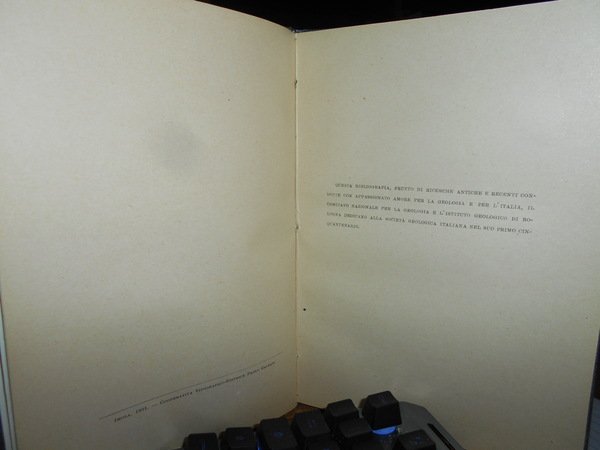 IMOLA, 1931. — COOPERATIVA TIPOGRAFICO-EDITRICE PAOLO GALEATI
QUESTA BIBLIOGRAFIA, FRUTTO DI RICERCHE ANTICHE E RECENTI CON-
DOTTE CON APPASSIONATO AMORE PER LA GEOLOGIA E PER L'ITALIA, IL
COMITATO NAZIONALE PER LA GEOLOGIA E L'ISTITUTO GEOLOGICO DI BO-
LOGNA DEDICANO ALLA SOCIETÀ GEOLOGICA ITALIANA NEL SUO PRIMO CIN-
QUANTENARIO.